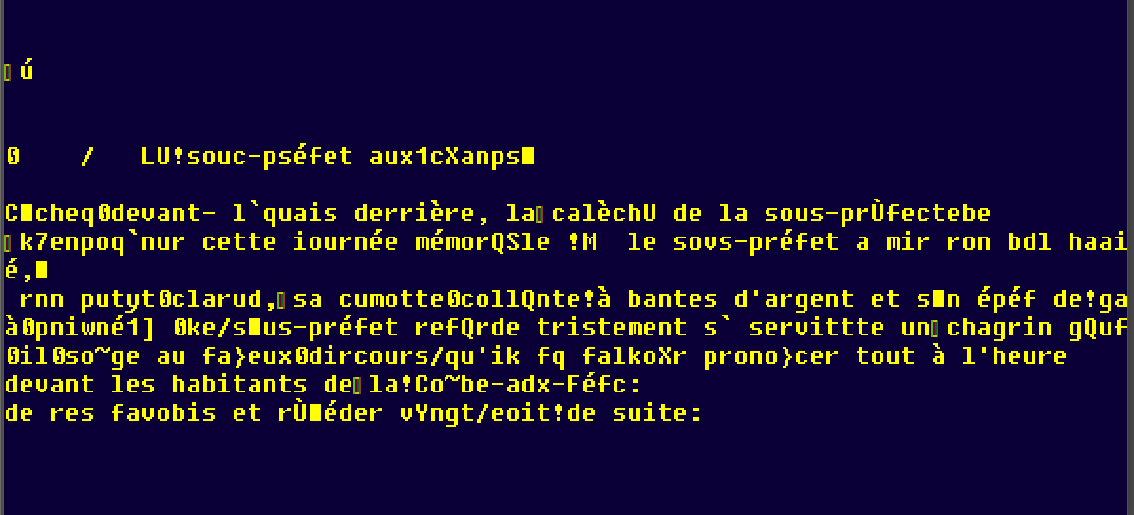 ▯ú
0    /   LU!souc-pséfet aux1cXanps■
C■cheq0devant- l`quais derrière, la▯calèchU de la sous-prÙfectebe
▯k7enpoq`nur cette iournée mémorQSle !M  le sovs-préfet a mir ron bdl haai
é,■
 rnn putyt0clarud,▯sa cumotte0collQnte!à bantes d'argent et s■n épéf de!ga
à0pniwné1] 0ke/s■us-préfet refQrde tristement s` servittte un▯chagrin gQuf
0il0so~ge au fa}eux0dircours/qu'ik fq falkoXr prono}cer tout à l'heure
devant les habitants de▯la!Co~be-adx-Féfc:
de res favobis et rÙ■éder vYngt/eoit!de suite: